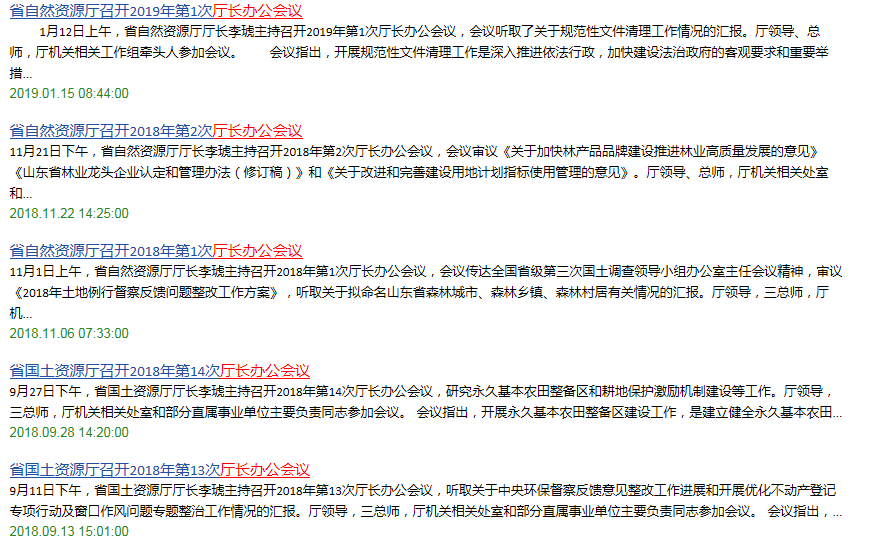 省自然资源厅召开2019年第1次厅长办公会议
1月12日上午，省自然资源厅厅长李琥主持召开2019年第1次厅长办公会议，会议听取了关于规范性文件清理工作情况的汇报。厅领导、总
师，厅机关相关工作组牵头人参加会议。 会议指出，开展规范性文件清理工作是深入推进依法行政，加快建设法治政府的客观要求和重要举
措...
2019.01.15 08:44:00
省自然资源厅召开2018年第2次厅长办公会议
11月21日下午，省自然资源厅厅长李琥主持召开2018年第2次厅长办公会议，会议审议《关于加快林产品品牌建设推进林业高质量发展的意见》
《山东省林业龙头企业认定和管理办法（修订稿）》和《关于改进和完善建设用地计划指标使用管理的意见》。厅领导、总师，厅机关相关处室
和...
2018.11.22 14:25:00
省自然资源厅召开2018年第1次厅长办公会议
11月1日上午，省自然资源厅厅长李琥主持召开2018年第1次厅长办公会议，会议传达全国省级第三次国土调查领导小组办公室主任会议精神，审议
《2018年土地例行督察反馈问题整改工作方案》，听取关于拟命名山东省森林城市、森林乡镇、森林村居有关情况的汇报。厅领导，三总师，厅
机...
2018.11.06 07:33:00
省国土资源厅召开2018年第14次厅长办公会议
9月27日下午，省国土资源厅厅长李琥主持召开2018年第14次厅长办公会议，研究永久基本农田整备区和耕地保护激励机制建设等工作。厅领导，
三总师，厅机关相关处室和部分直属事业单位主要负责同志参加会议。 会议指出，开展永久基本农田整备区建设工作，是建立健全永久基本农田...
2018.09.28 14:20:00
省国土资源厅召开2018年第13次厅长办公会议
9月11日下午，省国土资源厅厅长李琥主持召开2018年第13次厅长办公会议，听取关于中央环保督察反馈意见整改工作进展和开展优化不动产登记
专项行动及窗口作风问题专题整治工作情况的汇报。厅领导，三总师，厅机关相关处室和部分直属事业单位主要负责同志参加会议。 会议指出，...
2018.09.13 15:01:00